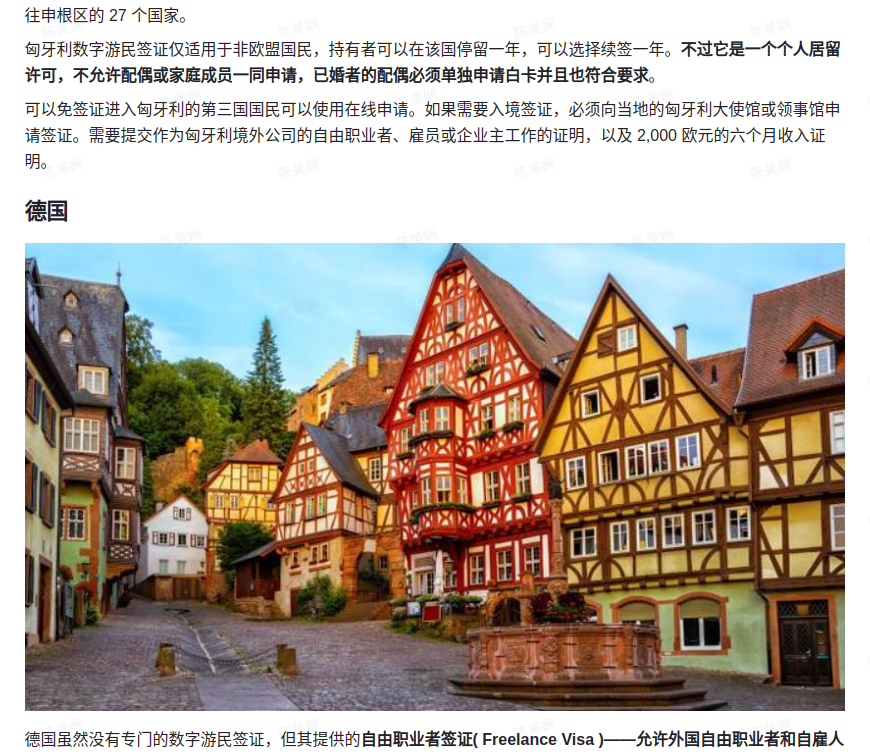 往申根区的 27 个国家。
匈牙利数字游民签证仅适用于非欧盟国民，持有者可以在该国停留一年，可以选择续签一年。不过它是一个个人居留
许可，不允许配偶或家庭成员一同申请，已婚者的配偶必须单独申请白卡并且也符合要求。
可以免签证进入匈牙利的第三国国民可以使用在线申请。如果需要入境签证，必须向当地的匈牙利大使馆或领事馆申
请签证。需要提交作为匈牙利境外公司的自由职业者、雇员或企业主工作的证明，以及 2,000 欧元的六个月收入证
明。
德国
德国虽然没有专门的数字游民签证，但其提供的自由职业者签证( Freelance Visa )——允许外国自由职业者和自雇人